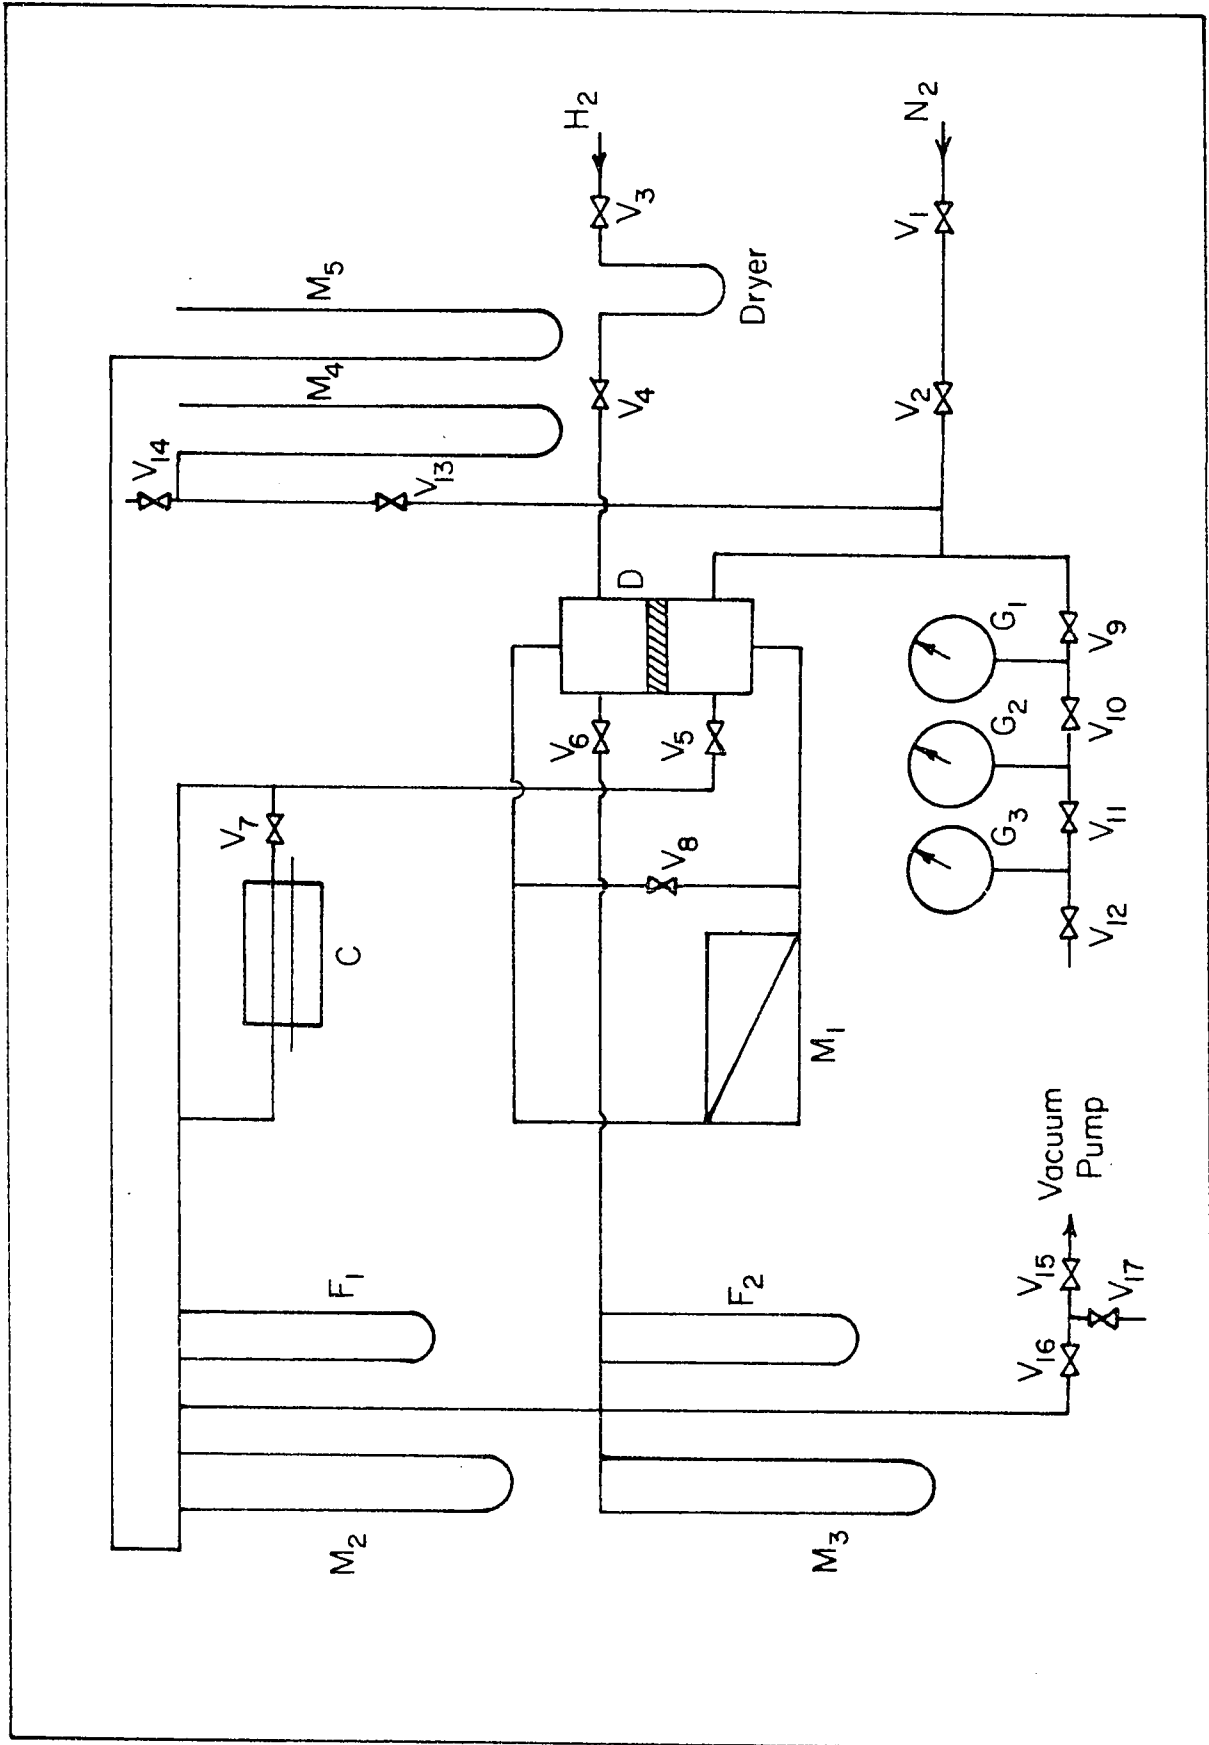 H₂
N₂
V₃
V₁
M₅
Dryer
M₄
V₄
V₂
V₁₄
V₁₃
D
G₁
V₉
V₆
V₅
G₂
V₁₀
V₇
V₈
G₃
V₁₁
C
V₁₂
M₁
Vacuum
Pump
F₁
F₂
V₁₅
V₁₇
V₁₆
M₂
M₃